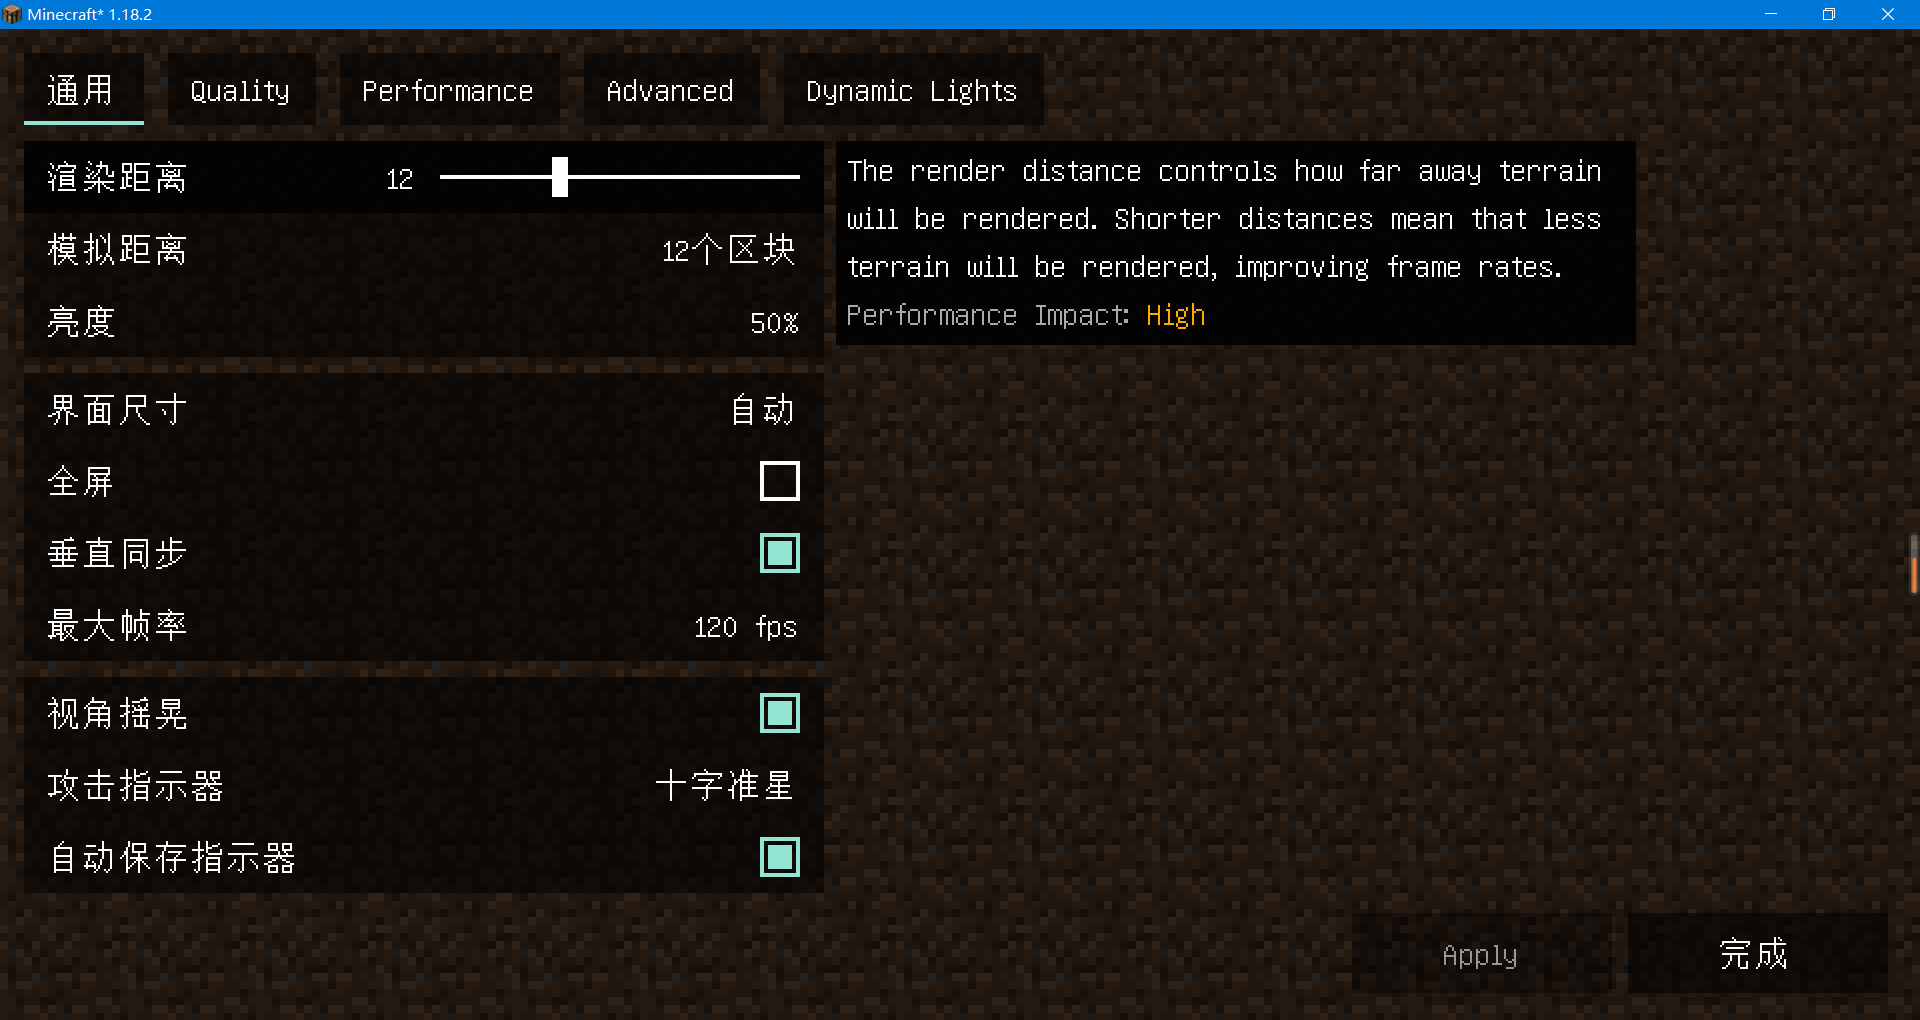 Minecraft* 1.18.2
通用 Quality Performance Advanced Dynamic Lights
渲染距离 12
模拟距离 12个区块
亮度 50%
界面尺寸 自动
全屏
垂直同步
最大帧率 120 fps
视角摇晃
攻击指示器 十字准星
自动保存指示器
The render distance controls how far away terrain
will be rendered. Shorter distances mean that less
terrain will be rendered, improving frame rates.
Performance Impact: High
Apply 完成